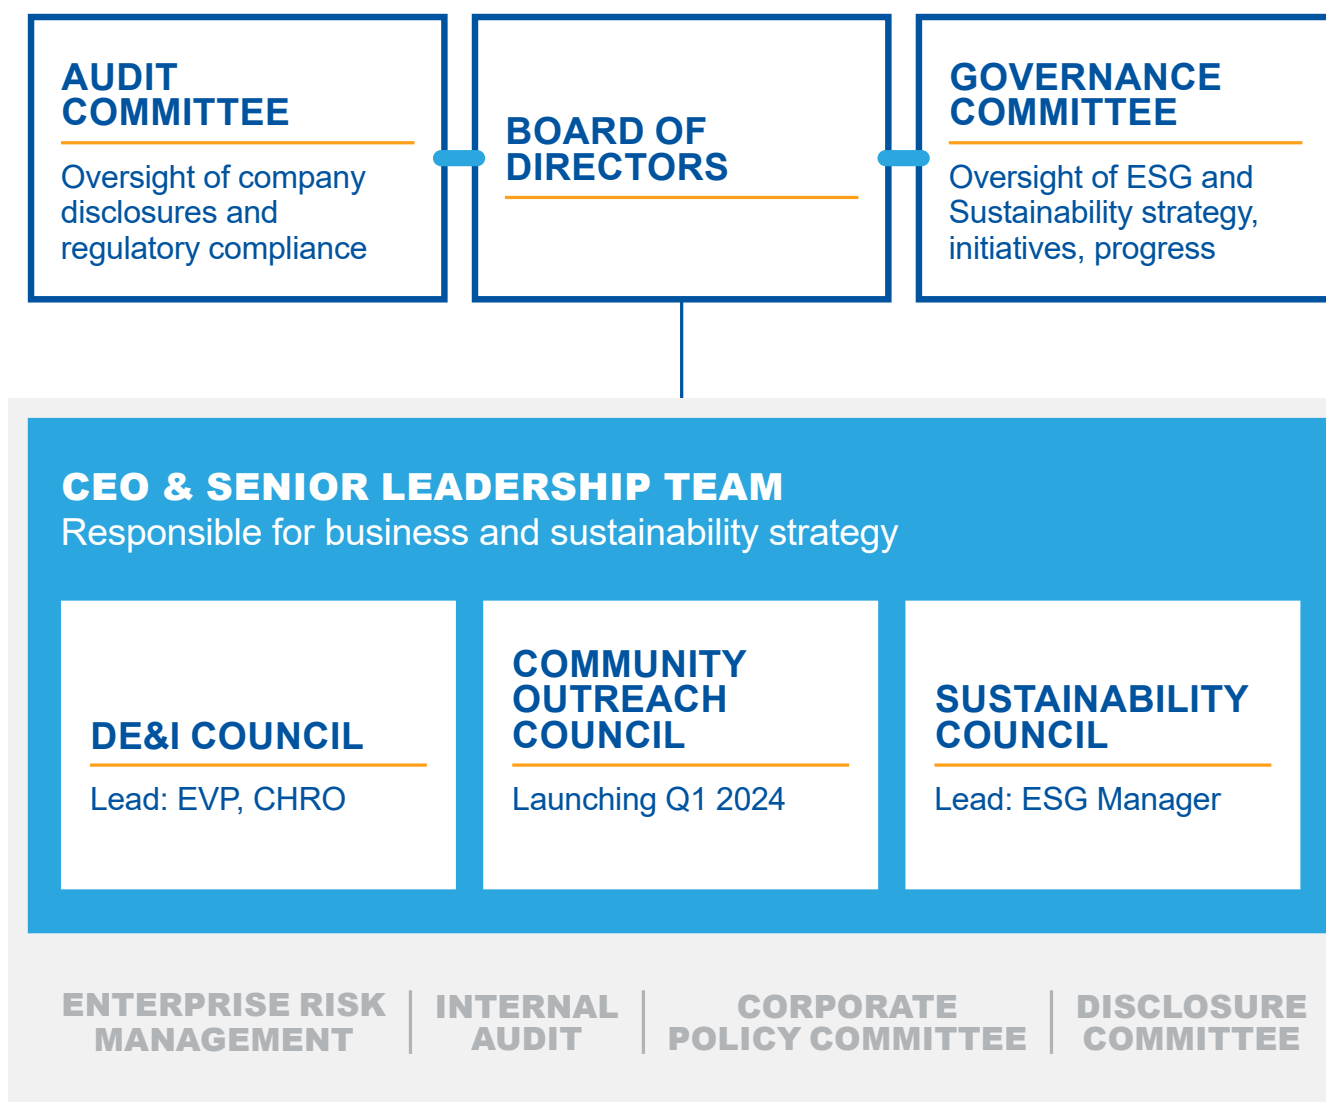 AUDIT
COMMITTEE
Oversight of company
disclosures and
regulatory compliance
BOARD OF
DIRECTORS
GOVERNANCE
COMMITTEE
Oversight of ESG and
Sustainability strategy,
initiatives, progress
CEO & SENIOR LEADERSHIP TEAM
Responsible for business and sustainability strategy
DE&I COUNCIL
Lead: EVP, CHRO
COMMUNITY
OUTREACH
COUNCIL
Launching Q1 2024
SUSTAINABILITY
COUNCIL
Lead: ESG Manager
ENTERPRISE RISK
MANAGEMENT
INTERNAL
AUDIT
CORPORATE
POLICY COMMITTEE
DISCLOSURE
COMMITTEE